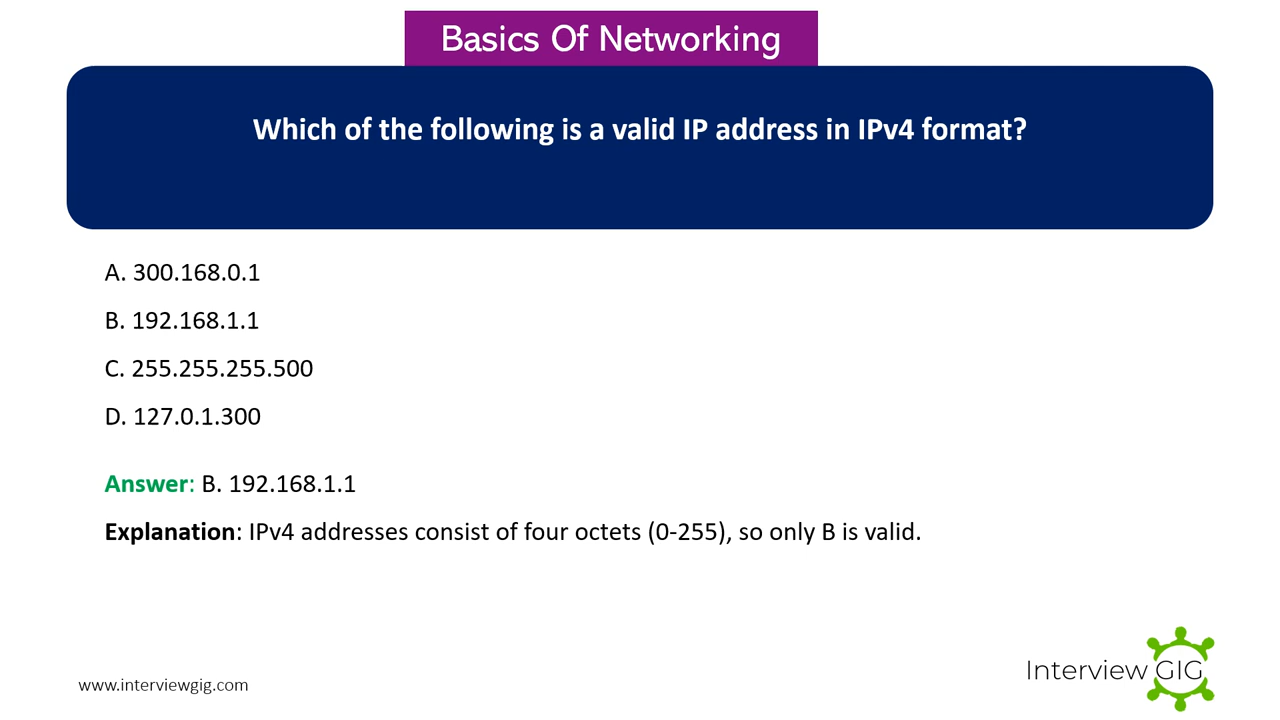 Basics Of Networking
Which of the following is a valid IP address in IPv4 format?
A. 300.168.0.1
B. 192.168.1.1
C. 255.255.255.500
D. 127.0.1.300
Answer: B. 192.168.1.1
Explanation: IPv4 addresses consist of four octets (0-255), so only B is valid.
www.interviewgig.com
Interview GIG